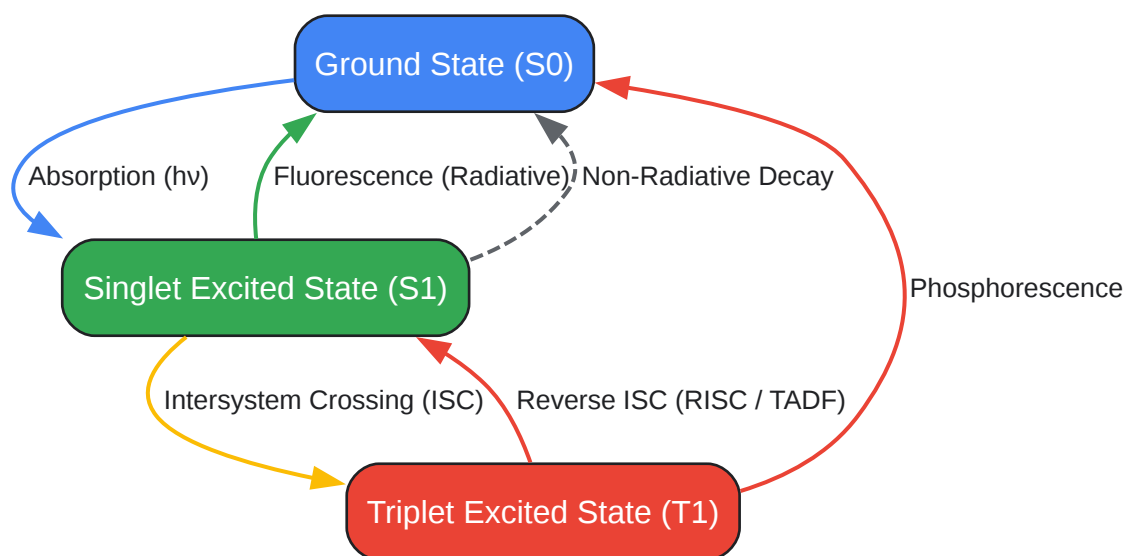 Ground State (S0)
Absorption (hν)
Fluorescence (Radiative)
Non-Radiative Decay
Singlet Excited State (S1)
Phosphorescence
Intersystem Crossing (ISC)
Reverse ISC (RISC / TADF)
Triplet Excited State (T1)